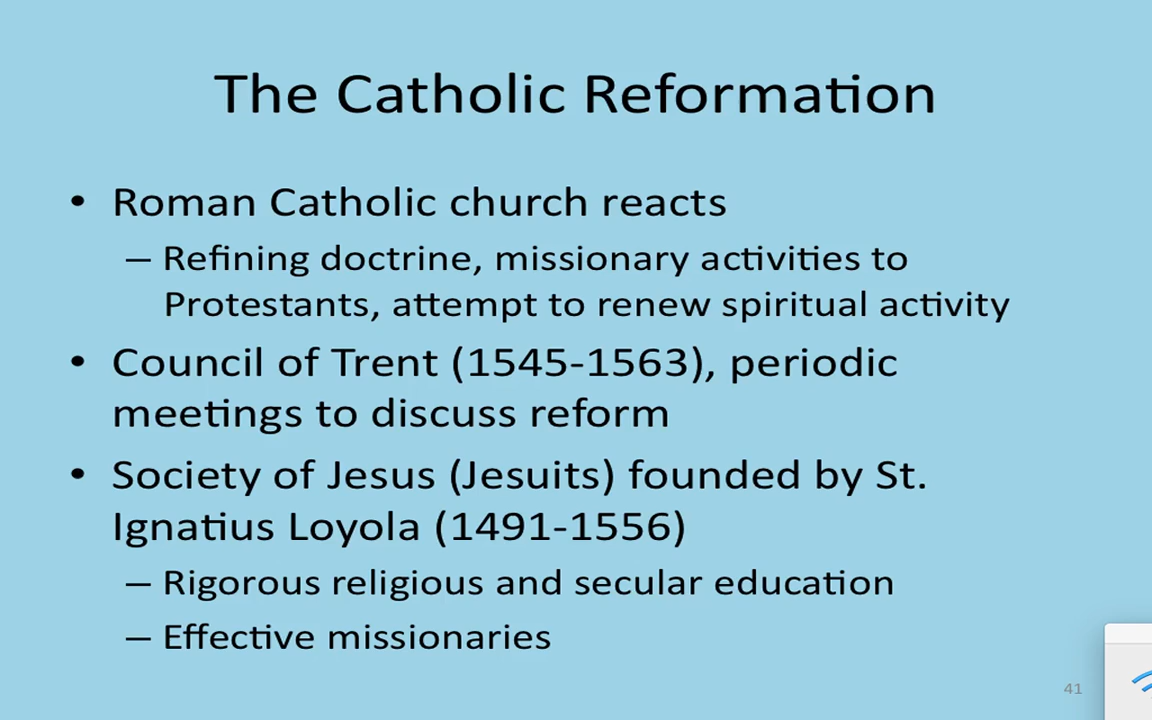 The Catholic Reformation
• Roman Catholic church reacts
– Refining doctrine, missionary activities to
Protestants, attempt to renew spiritual activity
• Council of Trent (1545-1563), periodic
meetings to discuss reform
• Society of Jesus (Jesuits) founded by St.
Ignatius Loyola (1491-1556)
– Rigorous religious and secular education
– Effective missionaries
41